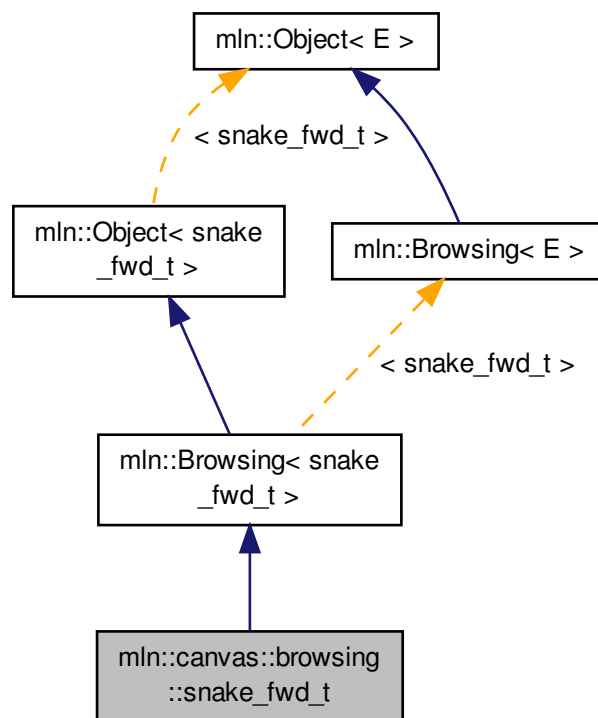 mln::Object< E >
< snake_fwd_t >
mln::Object< snake
_fwd_t >
mln::Browsing< E >
< snake_fwd_t >
mln::Browsing< snake
_fwd_t >
mln::canvas::browsing
::snake_fwd_t